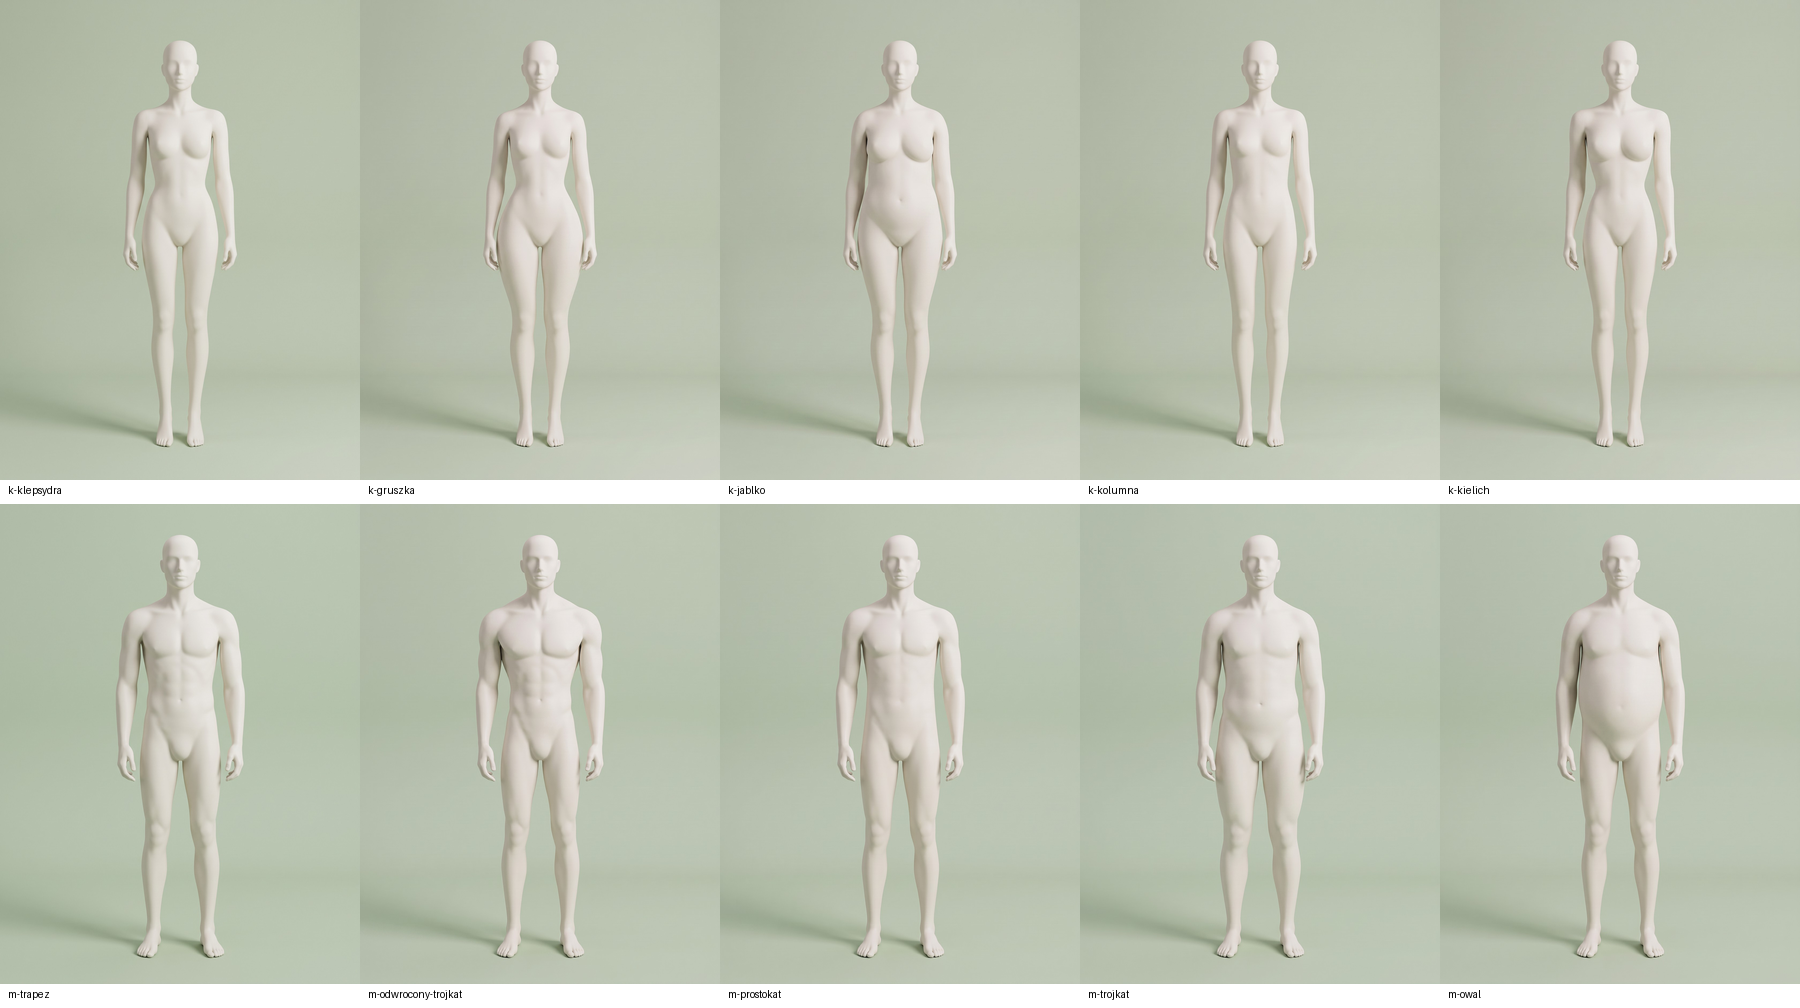 k-klepsydra
k-gruszka
k-jablko
k-kolumna
k-kielich
m-trapez
m-odwrocony-trojkat
m-prostokat
m-trojkat
m-owal